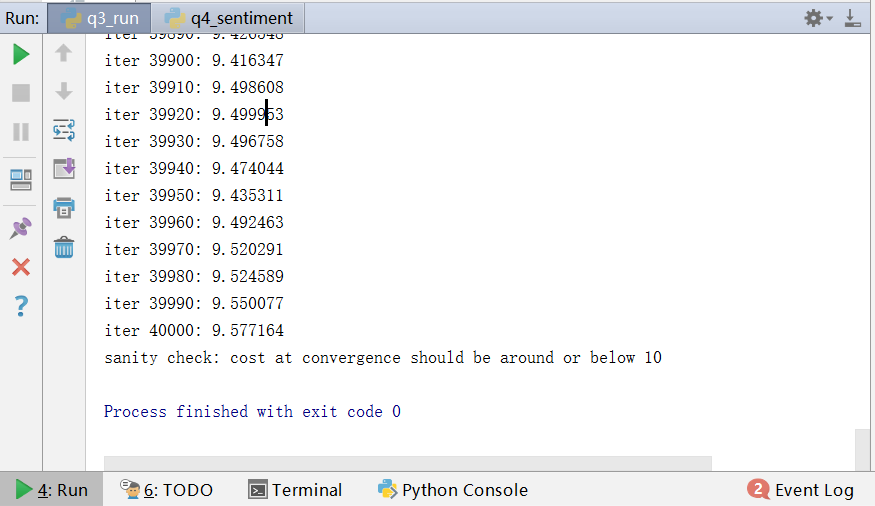 Run: q3_run q4_sentiment
iter 39890: 9.426548
iter 39900: 9.416347
iter 39910: 9.498608
iter 39920: 9.499953
iter 39930: 9.496758
iter 39940: 9.474044
iter 39950: 9.435311
iter 39960: 9.492463
iter 39970: 9.520291
iter 39980: 9.524589
iter 39990: 9.550077
iter 40000: 9.577164
sanity check: cost at convergence should be around or below 10
Process finished with exit code 0
4: Run 6: TODO Terminal Python Console 2 Event Log